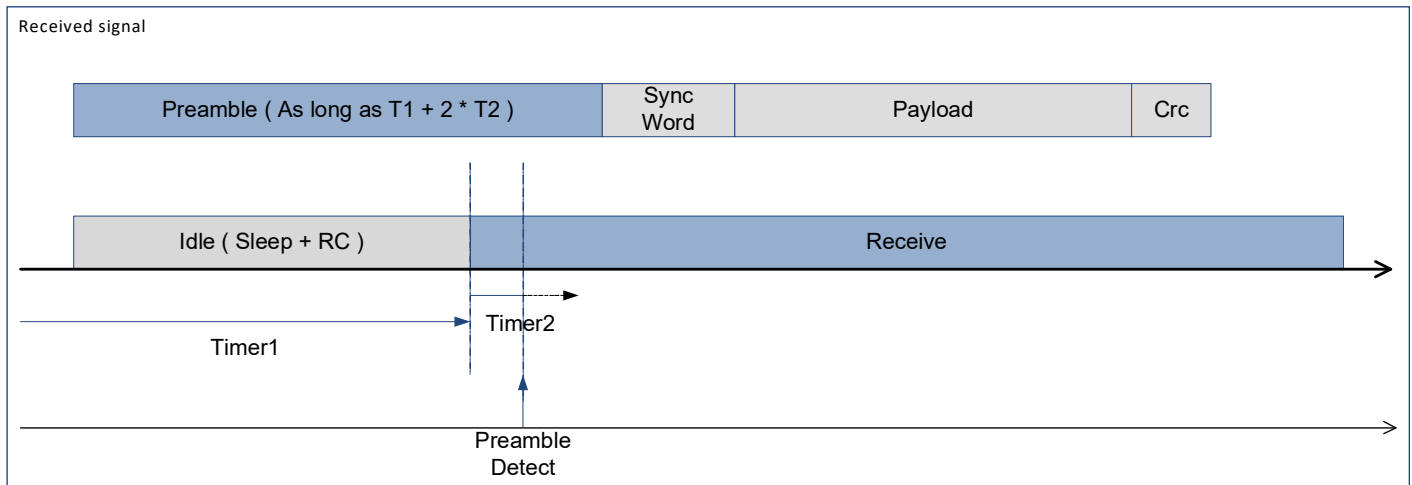 Received signal
Preamble ( As long as T1 + 2 * T2 )
Sync
Word
Payload
Crc
Idle ( Sleep + RC )
Receive
Timer2
Timer1
Preamble
Detect